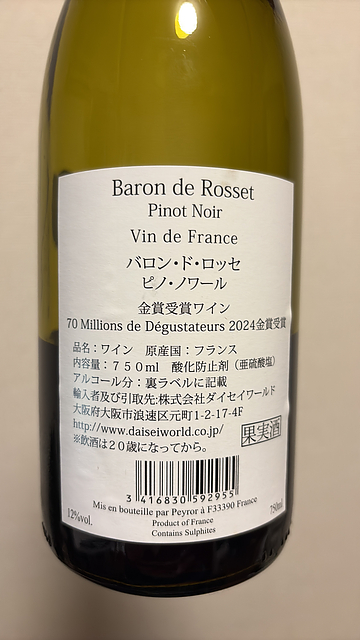 Baron de Rosset
Pinot Noir
Vin de France
バロン・ド・ロッセ
ピノ・ノワール
金賞受賞ワイン
70 Millions de Dégustateurs 2024金賞受賞
品名：ワイン　原産国：フランス
内容量：７５０ml　酸化防止剤（亜硫酸塩）
アルコール分：裏ラベルに記載
輸入者及び引取先:株式会社ダイセイワールド
大阪府大阪市浪速区元町1-2-17-4F
http://www.daiseiworld.co.jp/
※飲酒は２０歳になってから。
果実酒
3 416830 592955
Mis en bouteille par Peyror à F33390 France
12%vol.
Product of France
750ml
Contains Sulphites